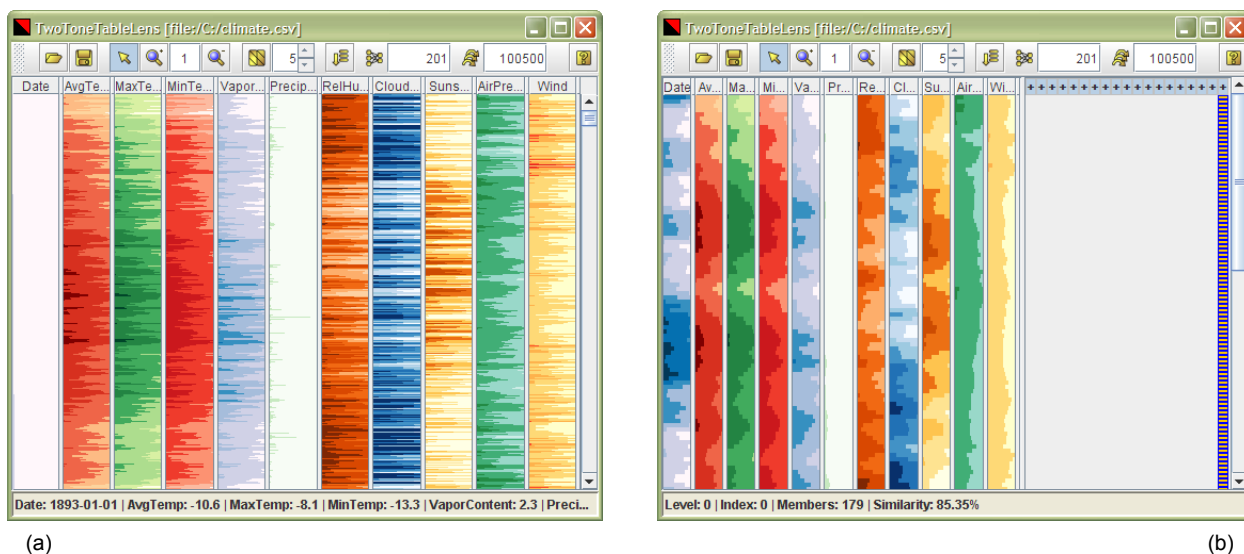 TwoToneTableLens [file:/C:/climate.csv]
1 5 201 100500
Date AvgTe... MaxTe... MinTe... Vapor... Precip... RelHu... Cloud... Suns... AirPre... Wind
Date: 1893-01-01 | AvgTemp: -10.6 | MaxTemp: -8.1 | MinTemp: -13.3 | VaporContent: 2.3 | Preci...
(a)
TwoToneTableLens [file:/C:/climate.csv]
1 5 201 100500
Date Av... Ma... Mi... Va... Pr... Re... Cl... Su... Air... Wi... + + + + + + + + + + + + + + + + + +
Level: 0 | Index: 0 | Members: 179 | Similarity: 85.35%
(b)